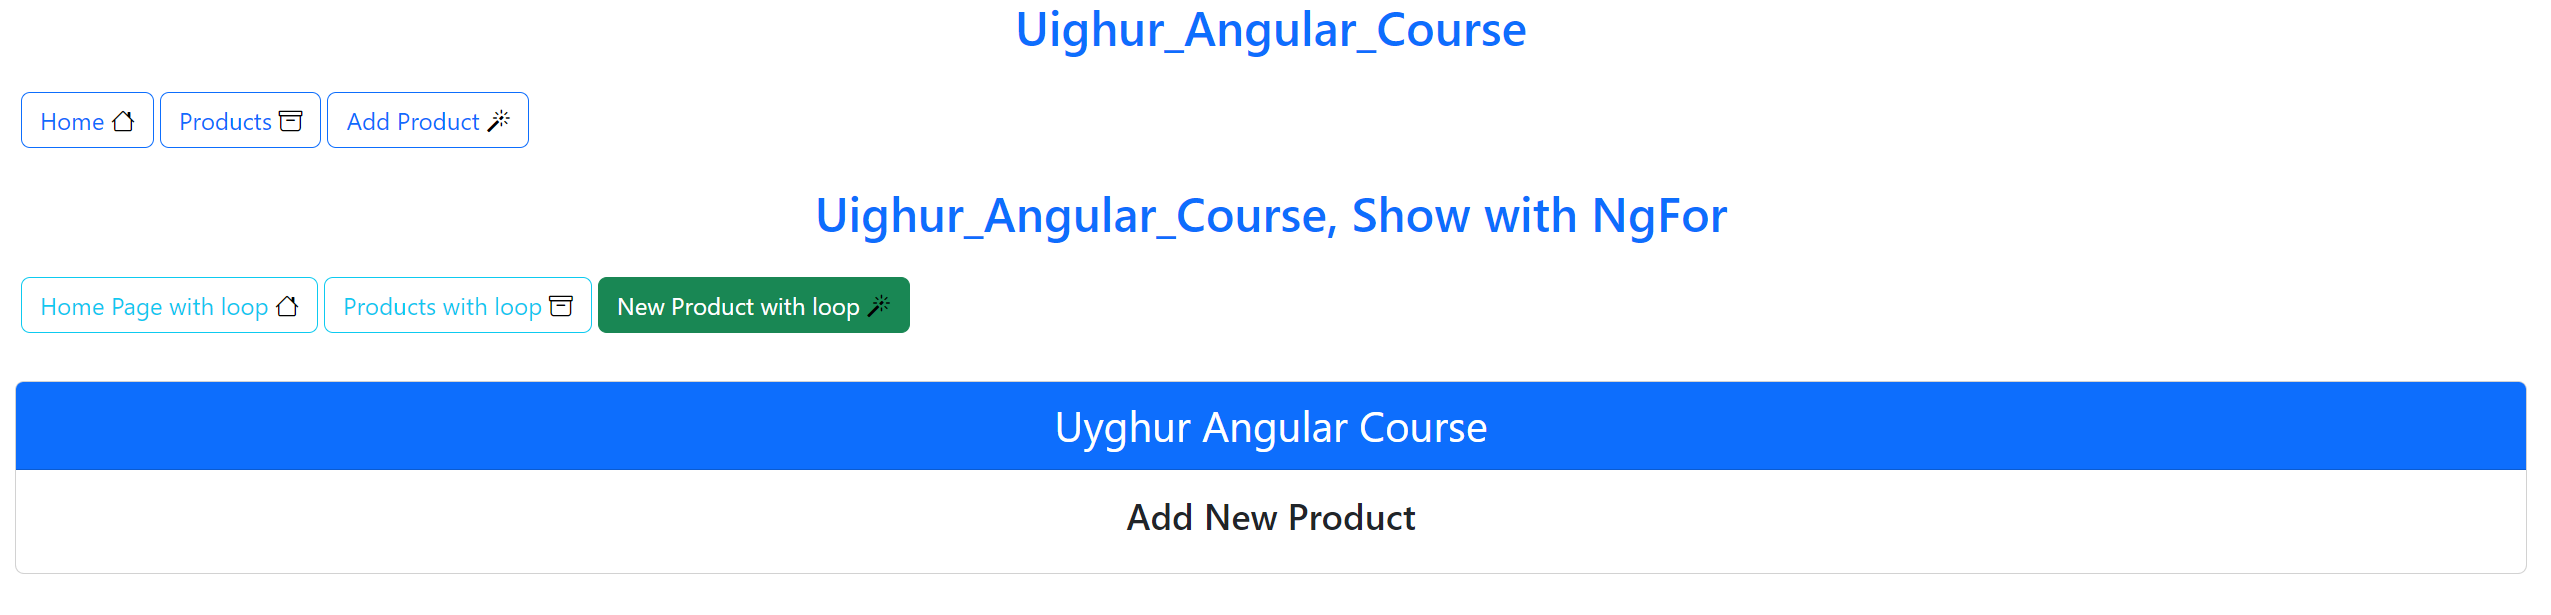 Uighur_Angular_Course
Home Products Add Product
Uighur_Angular_Course, Show with NgFor
Home Page with loop Products with loop New Product with loop
Uyghur Angular Course
Add New Product